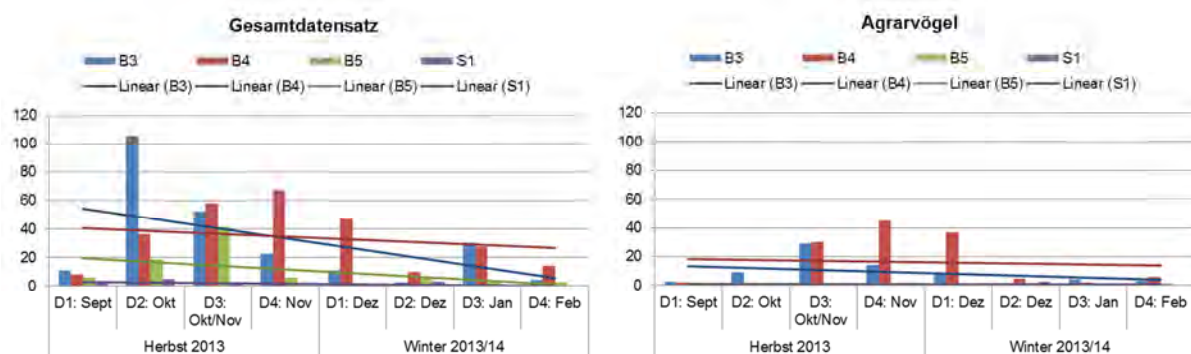 Gesamtdatensatz
B3 B4 B5 S1
Linear (B3) Linear (B4) Linear (B5) Linear (S1)
120
100
80
60
40
20
0
D1: Sept D2: Okt D3: D4: Nov D1: Dez D2: Dez D3: Jan D4: Feb
Okt/Nov
Herbst 2013 Winter 2013/14
Agrarvögel
B3 B4 B5 S1
Linear (B3) Linear (B4) Linear (B5) Linear (S1)
120
100
80
60
40
20
0
D1: Sept D2: Okt D3: D4: Nov D1: Dez D2: Dez D3: Jan D4: Feb
Okt/Nov
Herbst 2013 Winter 2013/14